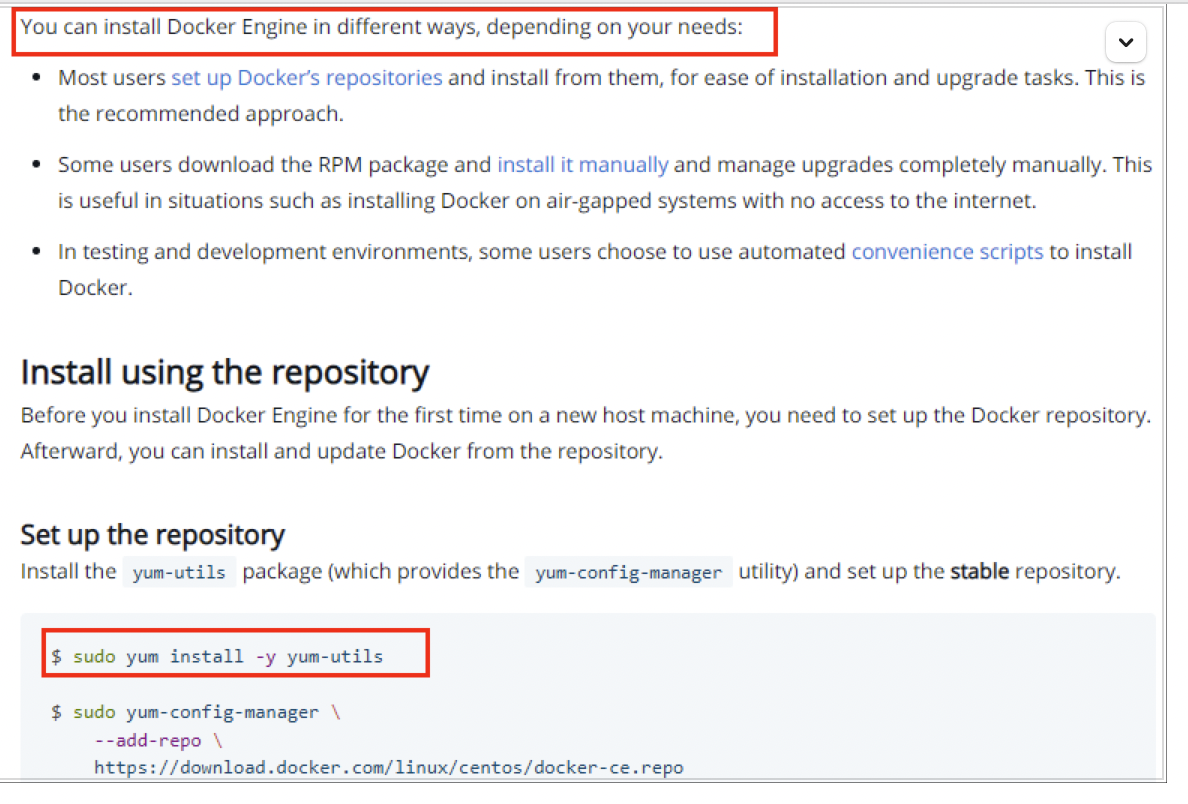 You can install Docker Engine in different ways, depending on your needs:
• Most users set up Docker’s repositories and install from them, for ease of installation and upgrade tasks. This is
the recommended approach.
• Some users download the RPM package and install it manually and manage upgrades completely manually. This
is useful in situations such as installing Docker on air-gapped systems with no access to the internet.
• In testing and development environments, some users choose to use automated convenience scripts to install
Docker.
Install using the repository
Before you install Docker Engine for the first time on a new host machine, you need to set up the Docker repository.
Afterward, you can install and update Docker from the repository.
Set up the repository
Install the yum-utils package (which provides the yum-config-manager utility) and set up the stable repository.
$ sudo yum install -y yum-utils
$ sudo yum-config-manager \
--add-repo \
https://download.docker.com/linux/centos/docker-ce.repo